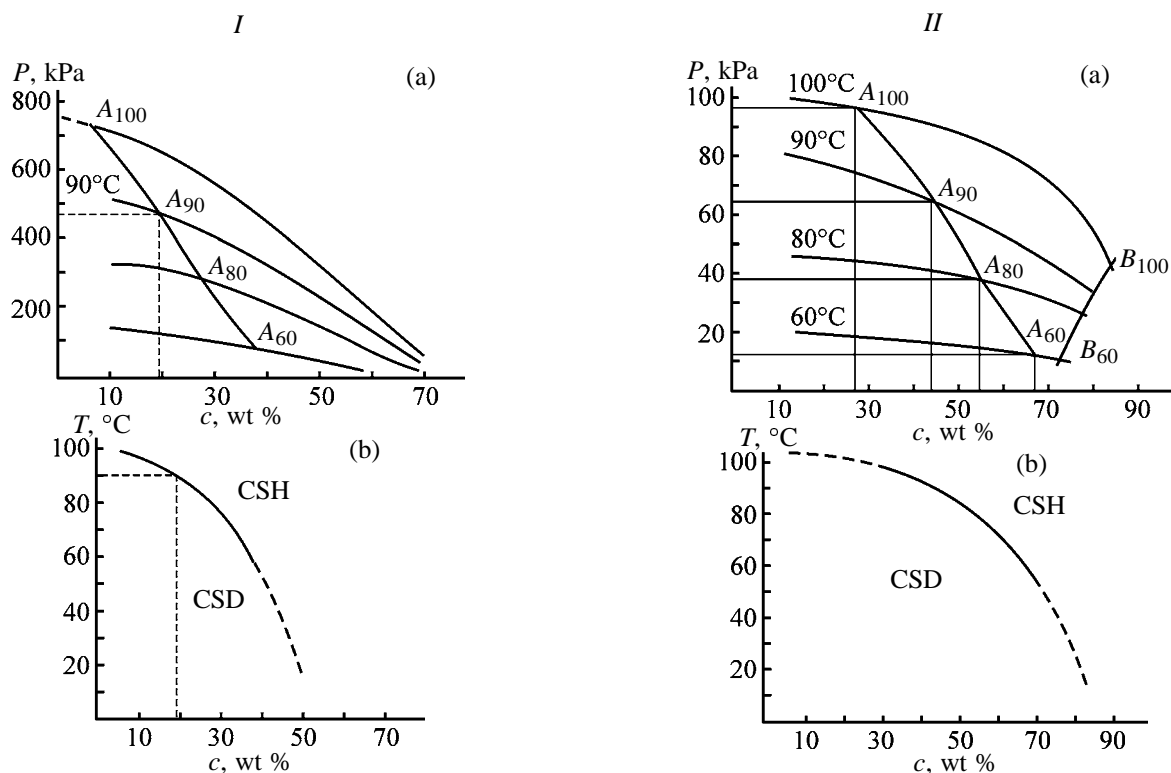 I
(a)
P, kPa
800
600
400
200
A100
90°C
A90
A80
A60
10 30 50 70
c, wt %
T, °C
(b)
100
80
60
40
20
CSH
CSD
10 30 50 70
c, wt %
II
(a)
P, kPa
100
80
60
40
20
100°C
A100
90°C
A90
80°C
A80
B100
60°C
A60
B60
10 30 50 70 90
c, wt %
T, °C
(b)
100
80
60
40
20
CSH
CSD
10 30 50 70 90
c, wt %